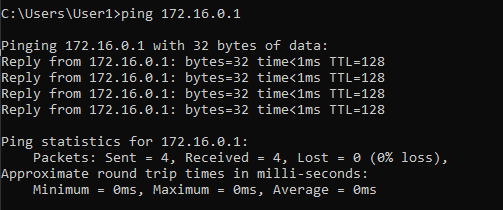 C:\Users\User1>ping 172.16.0.1
Pinging 172.16.0.1 with 32 bytes of data:
Reply from 172.16.0.1: bytes=32 time<1ms TTL=128
Reply from 172.16.0.1: bytes=32 time<1ms TTL=128
Reply from 172.16.0.1: bytes=32 time<1ms TTL=128
Reply from 172.16.0.1: bytes=32 time<1ms TTL=128
Ping statistics for 172.16.0.1:
Packets: Sent = 4, Received = 4, Lost = 0 (0% loss),
Approximate round trip times in milli-seconds:
Minimum = 0ms, Maximum = 0ms, Average = 0ms